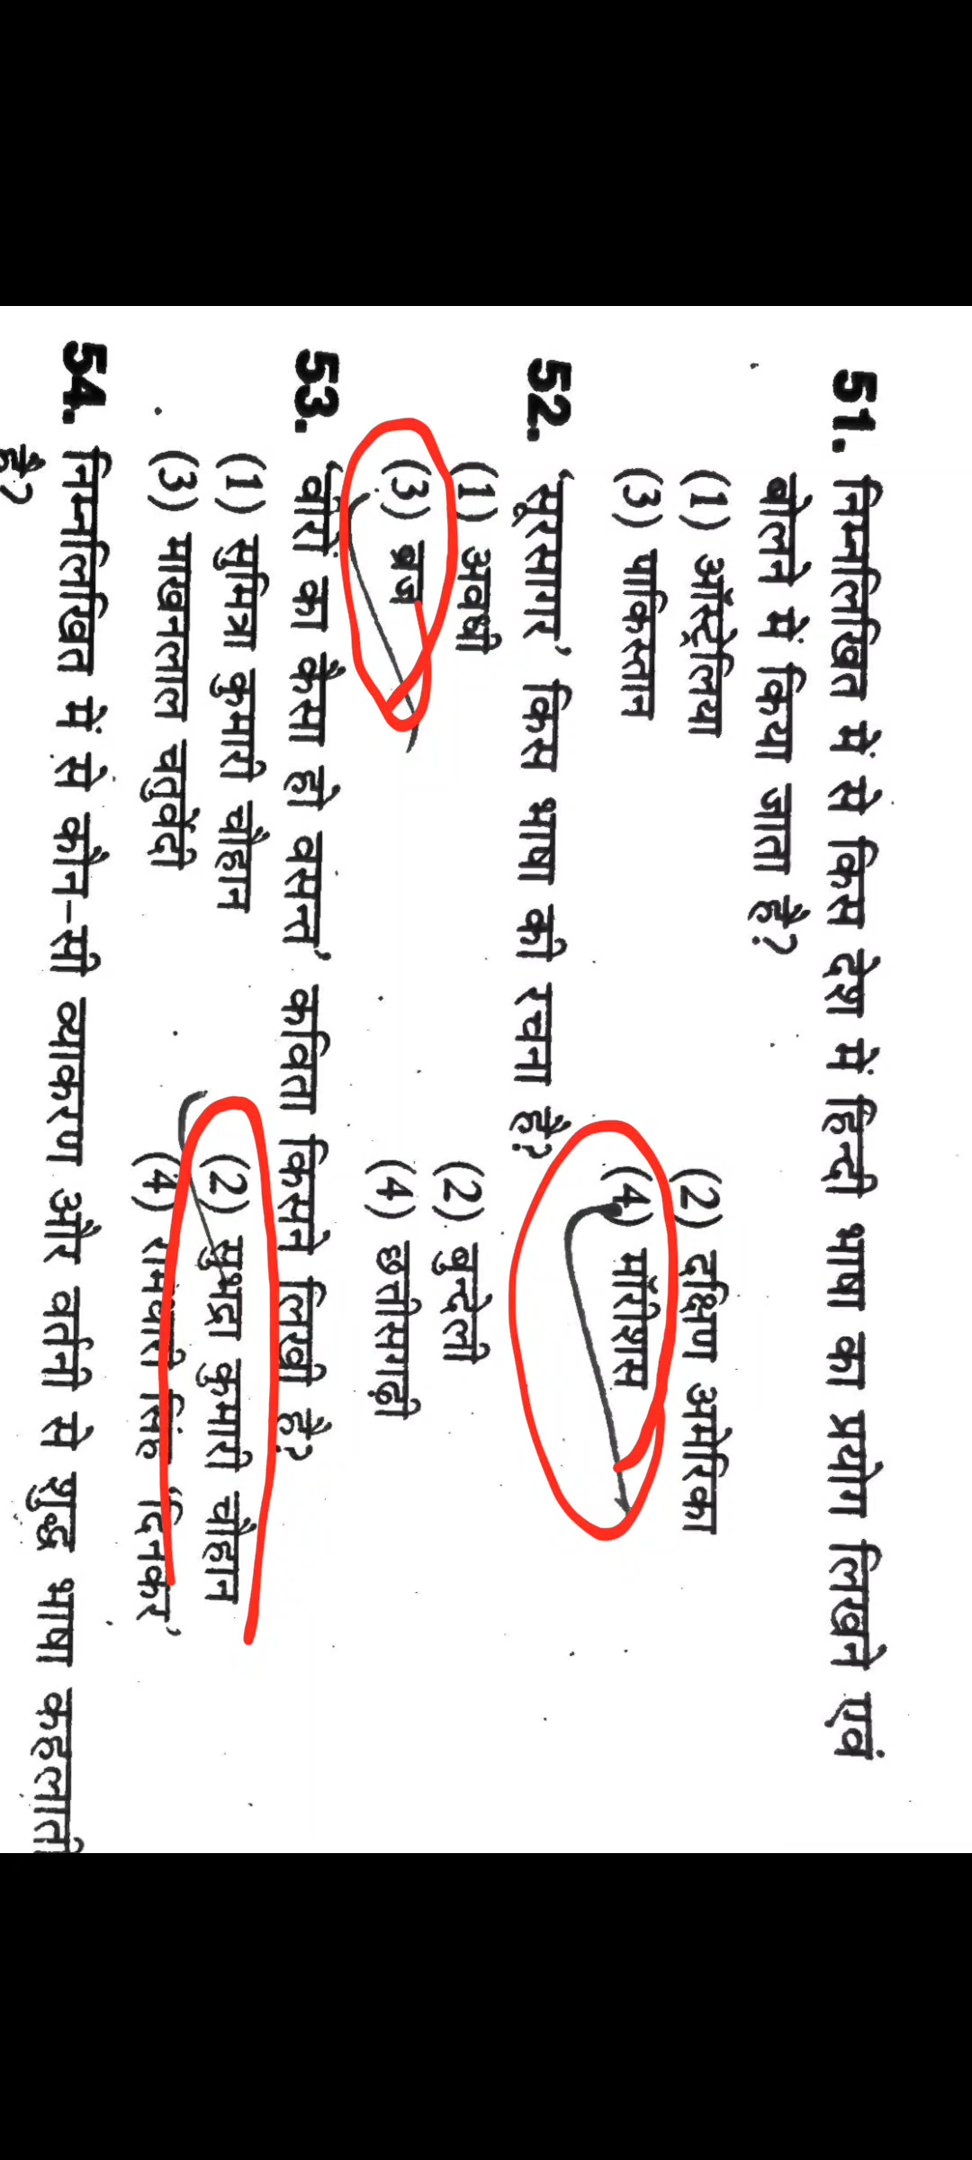 51. निम्नलिखित में से किस देश में हिन्दी भाषा का प्रयोग लिखने एवं
बोलने में किया जाता है?
(1) ऑस्ट्रेलिया (2) दक्षिण अमेरिका
(3) पाकिस्तान (4) मॉरीशस
52. 'सूरसागर' किस भाषा की रचना है?
(1) अवधी (2) बुन्देली
(3) ब्रज (4) छत्तीसगढ़ी
53. 'वीरों का कैसा हो वसन्त' कविता किसने लिखी है?
(1) सुमित्रा कुमारी चौहान (2) सुभद्रा कुमारी चौहान
(3) माखनलाल चतुर्वेदी (4) रामधारी सिंह 'दिनकर'
54. निम्नलिखित में से कौन-सी व्याकरण और वर्तनी से शुद्ध भाषा कहलाती
है?